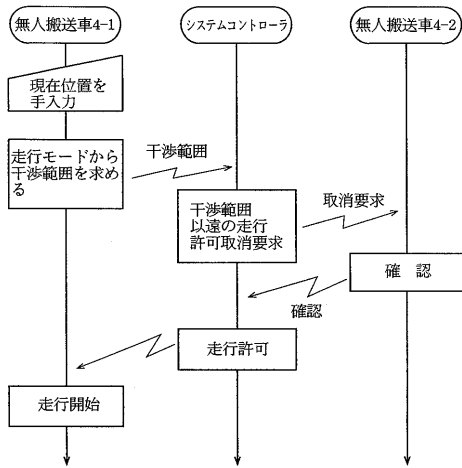 無人搬送車4-1
システムコントローラ
無人搬送車4-2
現在位置を
手入力
走行モードから
干渉範囲を求め
る
干渉範囲
干渉範囲
以遠の走行
許可取消要求
取消要求
確 認
確認
走行許可
走行開始